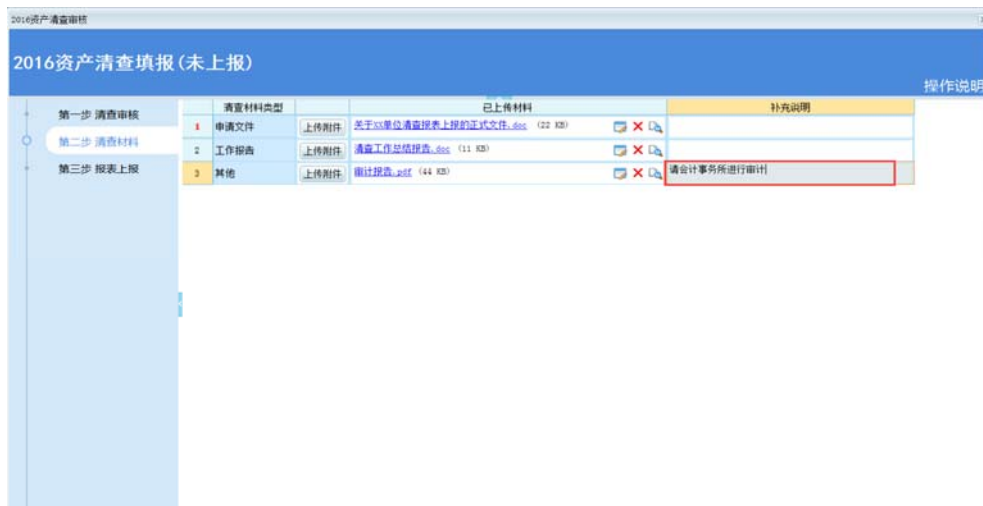 2016资产清查审核
2016资产清查填报(未上报)
操作说明
第一步 清查审核
第二步 清查材料
第三步 报表上报
清查材料类型 已上传材料 补充说明
1 申请文件 上传附件 关于XX单位清查报表上报的正式文件.doc (22 KB)
2 工作报告 上传附件 清查工作总结报告.doc (11 KB)
3 其他 上传附件 审计报告.pdf (44 KB) 请会计事务所进行审计